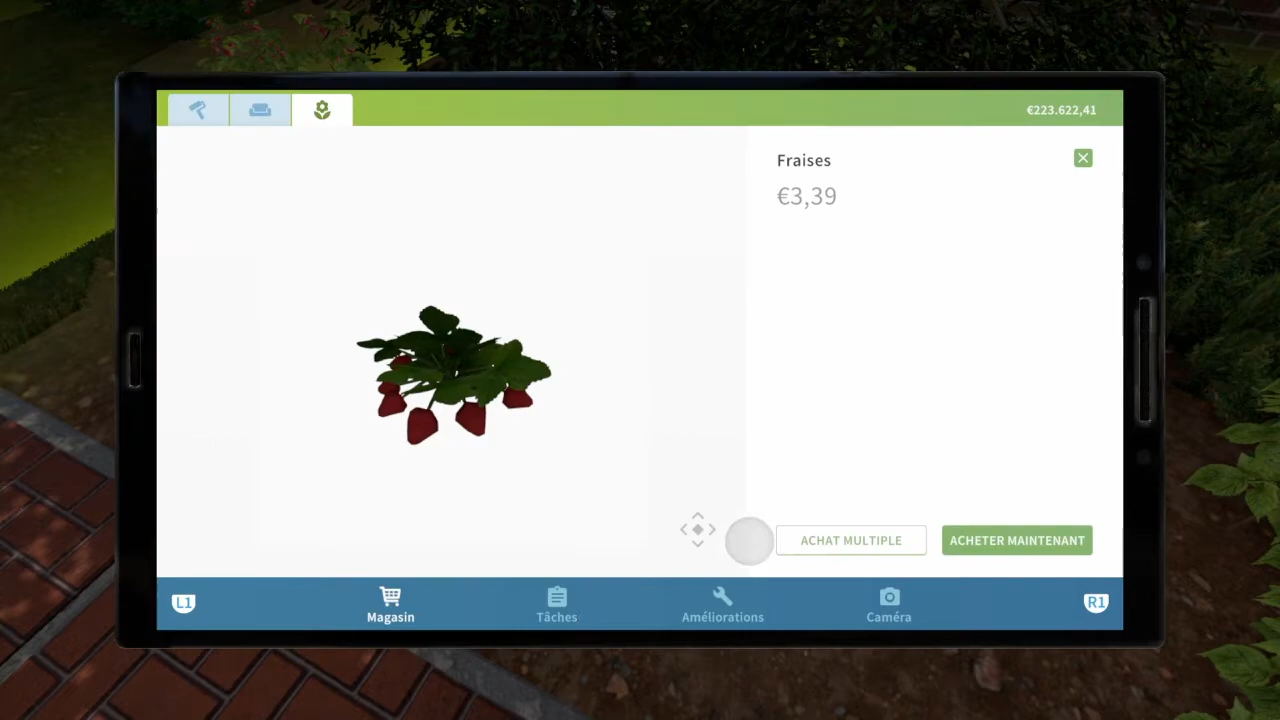 €223.622,41
Fraises
€3,39
ACHAT MULTIPLE
ACHETER MAINTENANT
L1
Magasin
Tâches
Améliorations
Caméra
R1